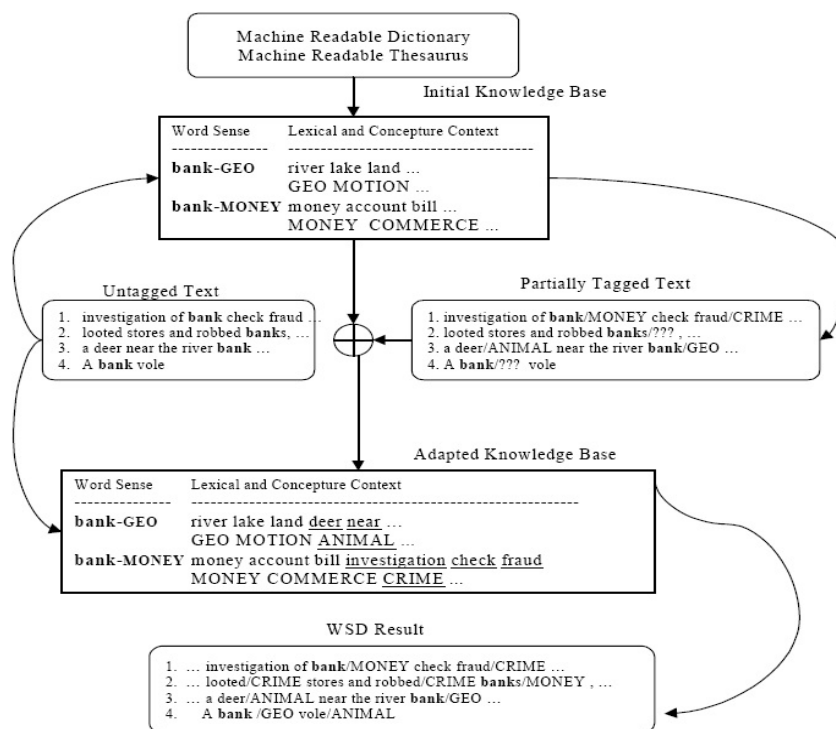 Machine Readable Dictionary
Machine Readable Thesaurus
Initial Knowledge Base
Word Sense Lexical and Concepture Context
--------------- --------------------------------------
bank-GEO river lake land ...
GEO MOTION ...
bank-MONEY money account bill ...
MONEY COMMERCE ...
Untagged Text
1. investigation of bank check fraud ...
2. looted stores and robbed banks, ...
3. a deer near the river bank ...
4. A bank vole
Partially Tagged Text
1. investigation of bank/MONEY check fraud/CRIME ...
2. looted stores and robbed banks/??? , ...
3. a deer/ANIMAL near the river bank/GEO ...
4. A bank/??? vole
Adapted Knowledge Base
Word Sense Lexical and Concepture Context
--------------- ------------------------------------------------------------
bank-GEO river lake land deer near ...
GEO MOTION ANIMAL ...
bank-MONEY money account bill investigation check fraud
MONEY COMMERCE CRIME ...
WSD Result
1. ... investigation of bank/MONEY check fraud/CRIME ...
2. ... looted/CRIME stores and robbed/CRIME banks/MONEY , ...
3. ... a deer/ANIMAL near the river bank/GEO ...
4. A bank /GEO vole/ANIMAL